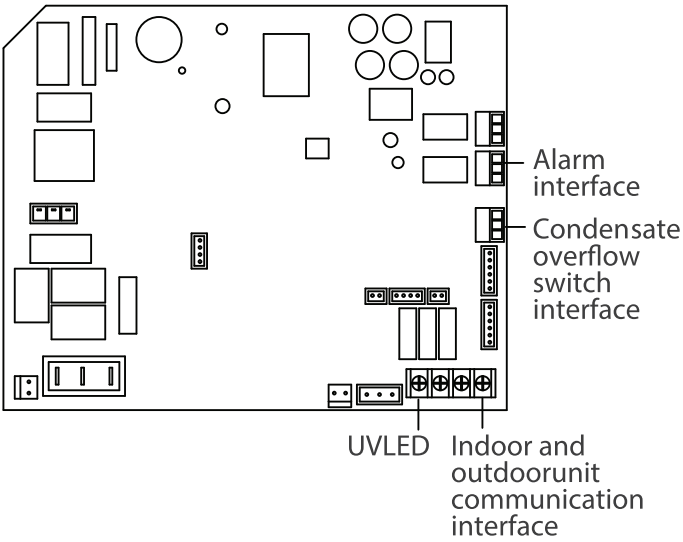 Alarm
interface
Condensate
overflow
switch
interface
UVLED
Indoor and
outdoorunit
communication
interface